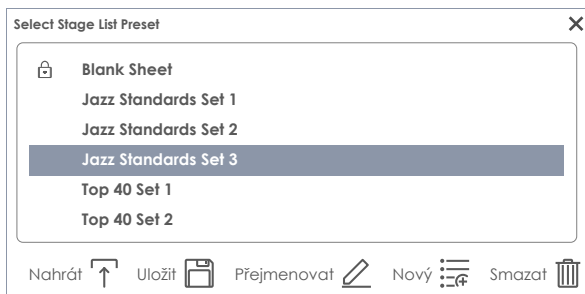 Select Stage List Preset
Blank Sheet
Jazz Standards Set 1
Jazz Standards Set 2
Jazz Standards Set 3
Top 40 Set 1
Top 40 Set 2
Nahrát Uložit Přejmenovat Nový Smazat